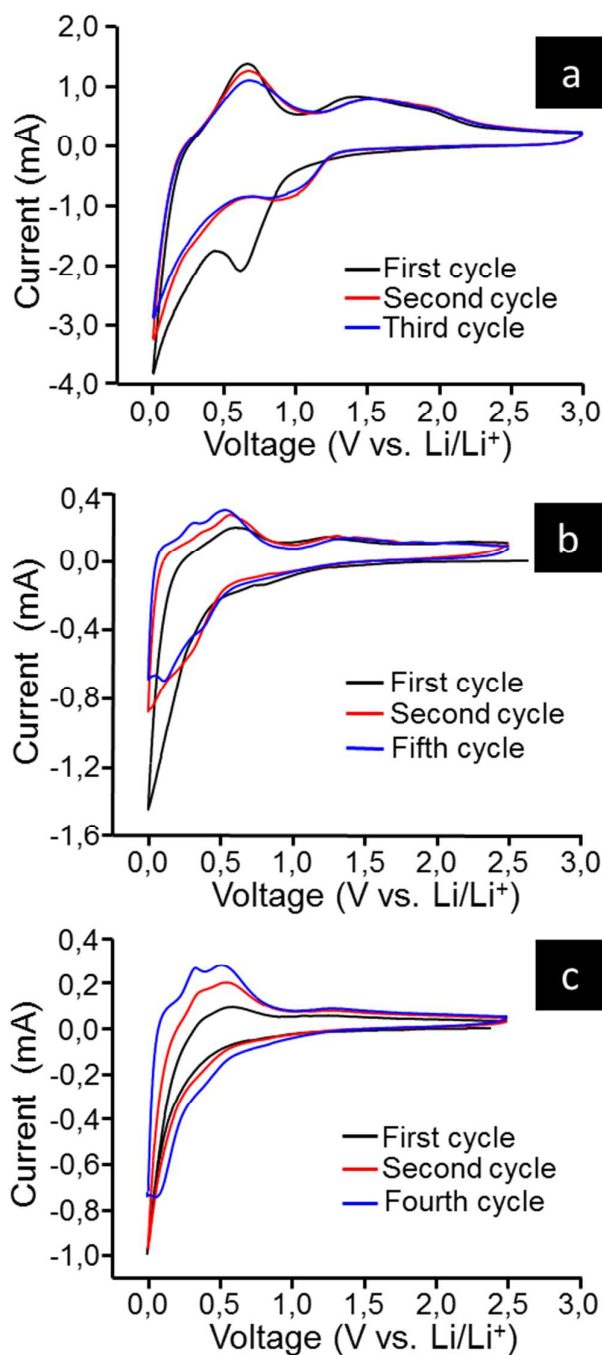 a
2,0
1,0
0,0
-1,0
-2,0
-3,0
-4,0
Current (mA)
First cycle
Second cycle
Third cycle
0,0 0,5 1,0 1,5 2,0 2,5 3,0
Voltage (V vs. Li/Li⁺)
b
0,4
0,0
-0,4
-0,8
-1,2
-1,6
Current (mA)
First cycle
Second cycle
Fifth cycle
0,0 0,5 1,0 1,5 2,0 2,5 3,0
Voltage (V vs. Li/Li⁺)
c
0,4
0,2
0,0
-0,2
-0,4
-0,6
-0,8
-1,0
Current (mA)
First cycle
Second cycle
Fourth cycle
0,0 0,5 1,0 1,5 2,0 2,5 3,0
Voltage (V vs. Li/Li⁺)